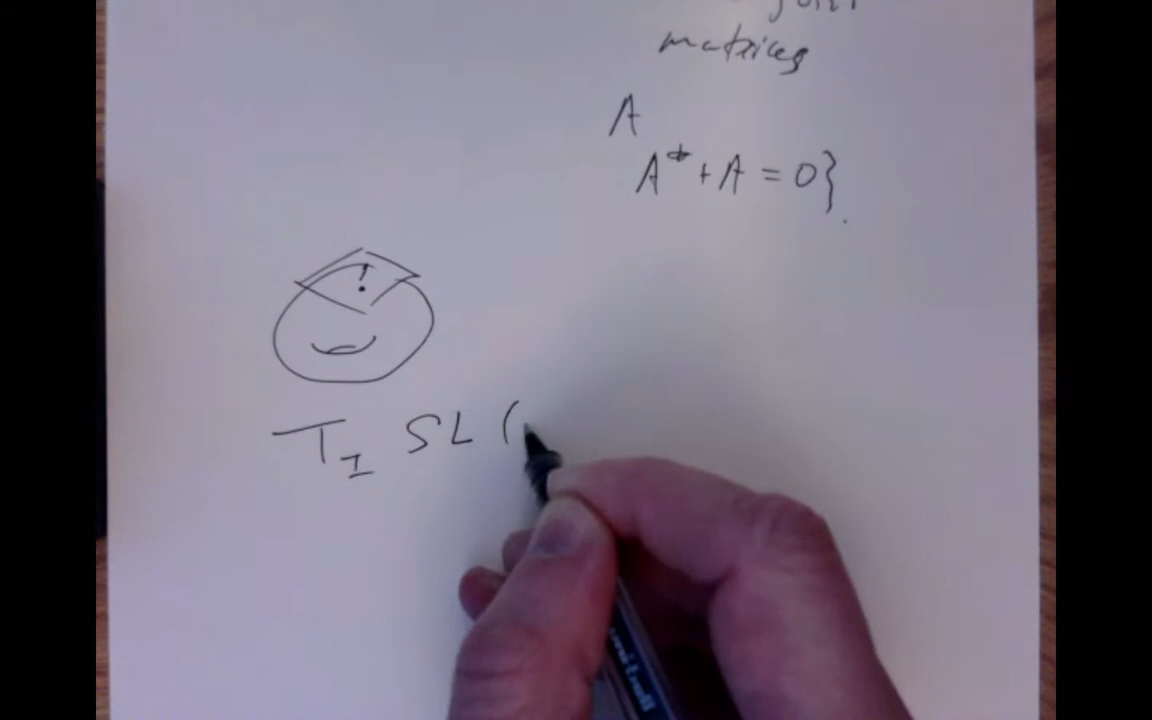 matrices
A
A* + A = 0}.
!
T_I SL (